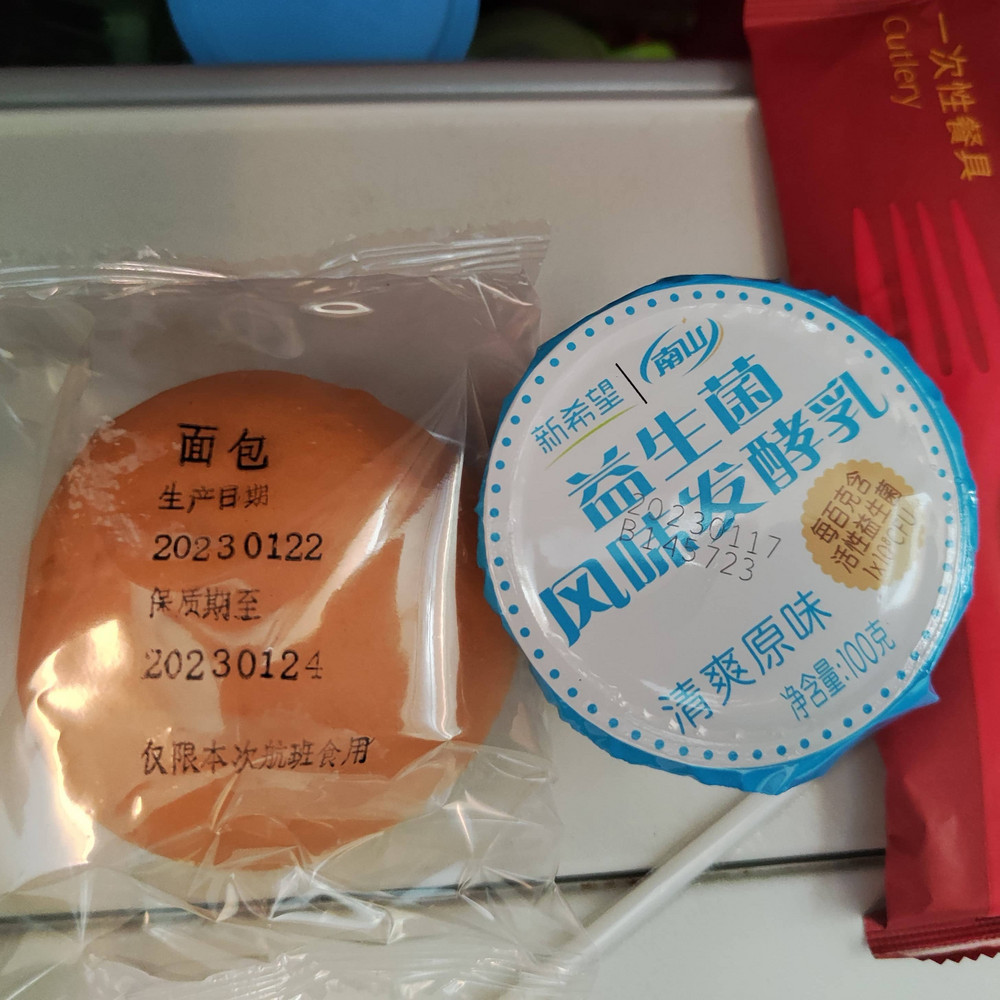 一次性餐具
Cutlery
面包
生产日期
20230122
保质期至
20230124
仅限本次航班食用
新希望
南山
益生菌
风味发酵乳
20230117
每百克含
活性益生菌
清爽原味
净含量:100克